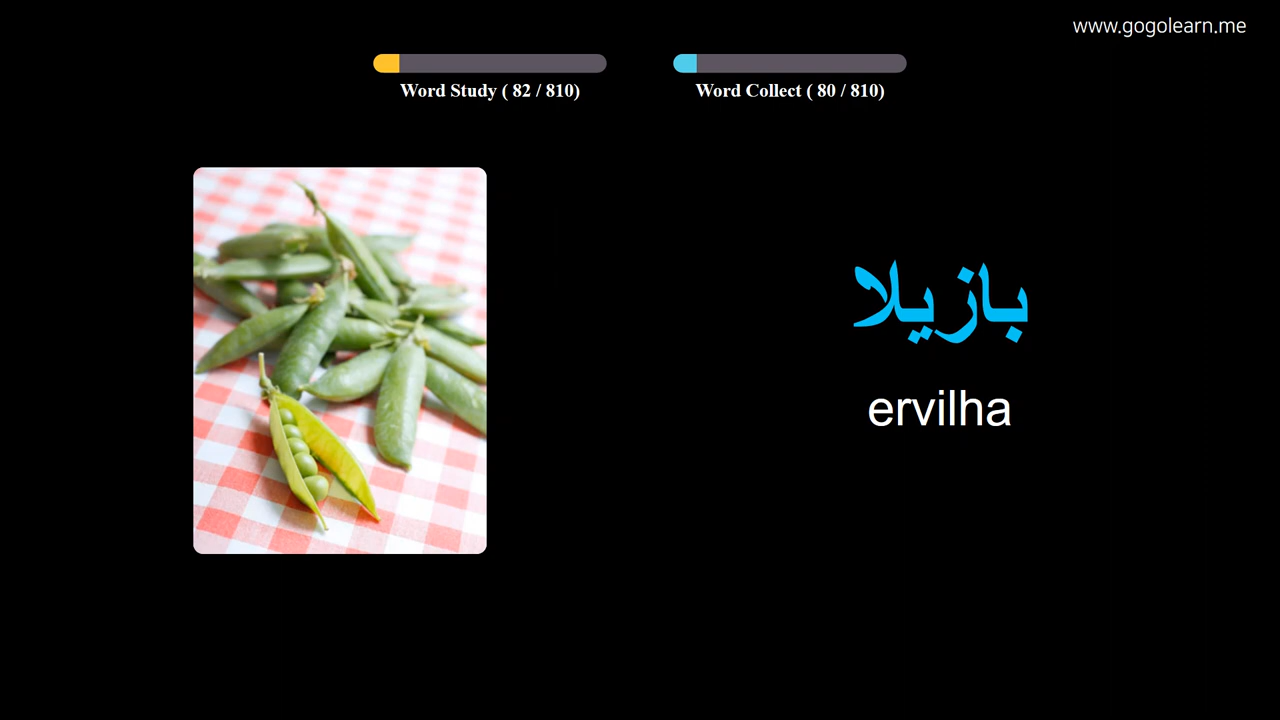 www.gogolearn.me
Word Study ( 82 / 810)
Word Collect ( 80 / 810)
بازيلا
ervilha